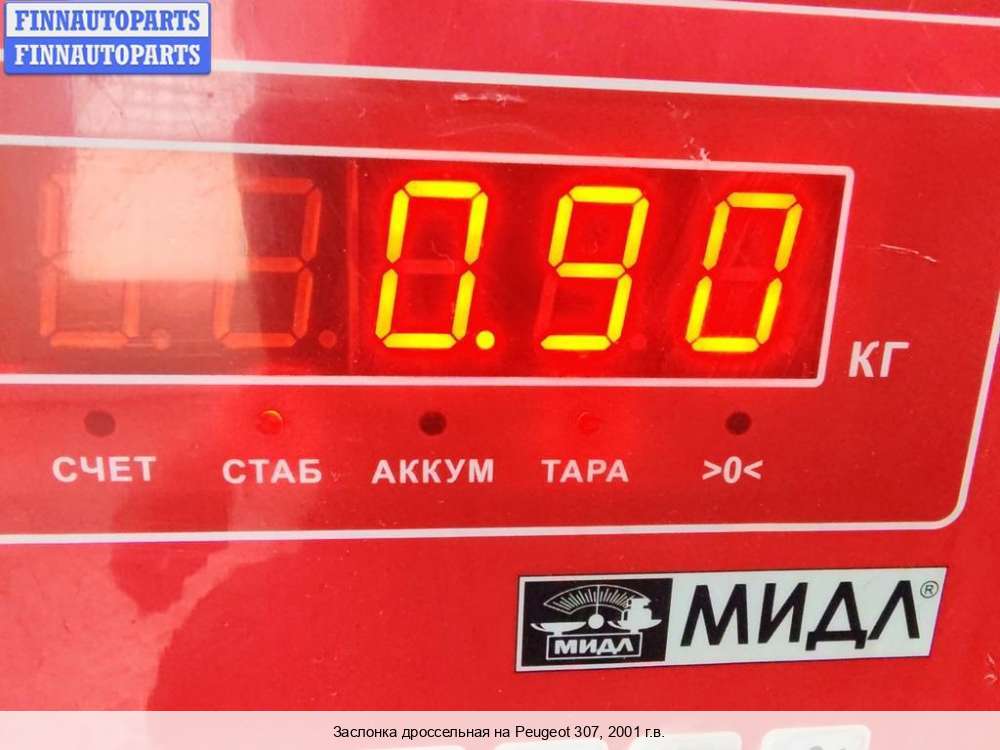 FINNAUTOPARTS
FINNAUTOPARTS
0.90
КГ
СЧЕТ СТАБ АККУМ ТАРА >0<
МИДЛ МИДЛ®
Заслонка дроссельная на Peugeot 307, 2001 г.в.